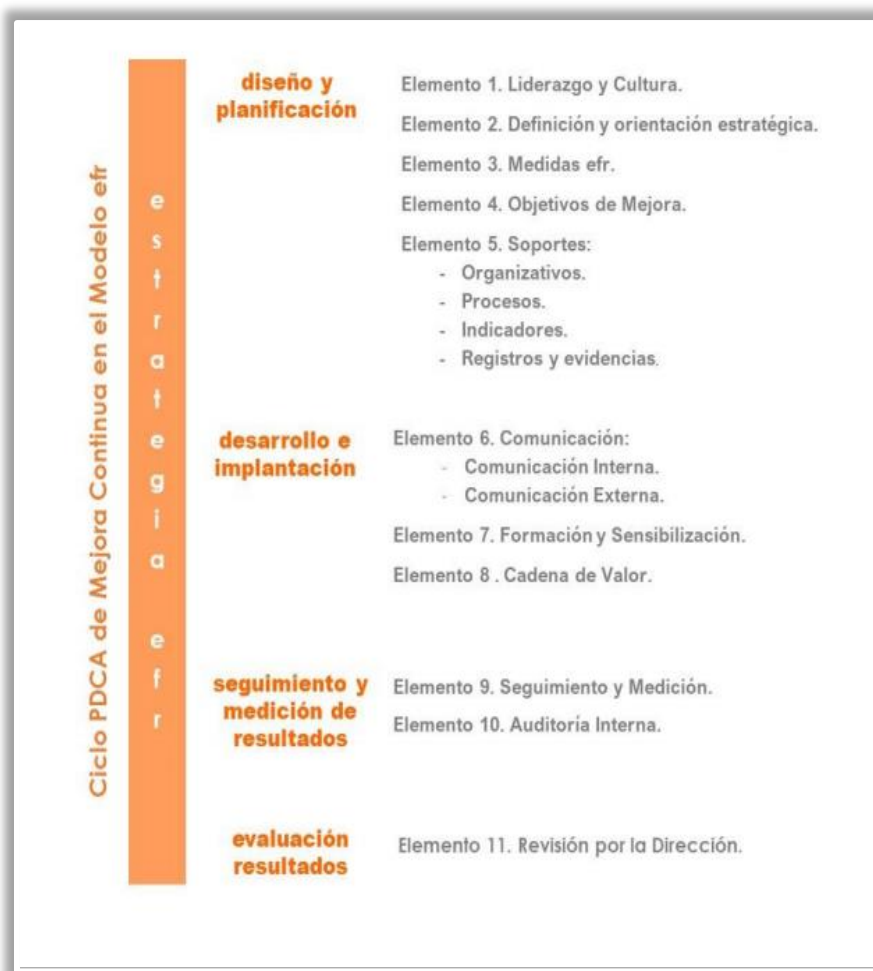 Ciclo PDCA de Mejora Continua en el Modelo efr
estrategia efr
diseño y
planificación
Elemento 1. Liderazgo y Cultura.
Elemento 2. Definición y orientación estratégica.
Elemento 3. Medidas efr.
Elemento 4. Objetivos de Mejora.
Elemento 5. Soportes:
- Organizativos.
- Procesos.
- Indicadores.
- Registros y evidencias.
desarrollo e
implantación
Elemento 6. Comunicación:
- Comunicación Interna.
- Comunicación Externa.
Elemento 7. Formación y Sensibilización.
Elemento 8 . Cadena de Valor.
seguimiento y
medición de
resultados
Elemento 9. Seguimiento y Medición.
Elemento 10. Auditoría Interna.
evaluación
resultados
Elemento 11. Revisión por la Dirección.